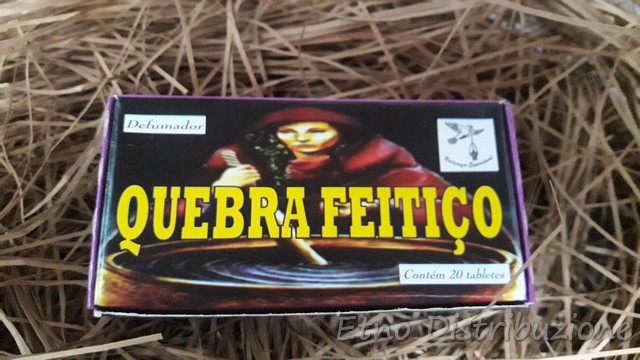 Defumador
QUEBRA FEITIÇO
Contém 20 tabletes
Etno Distribuzione